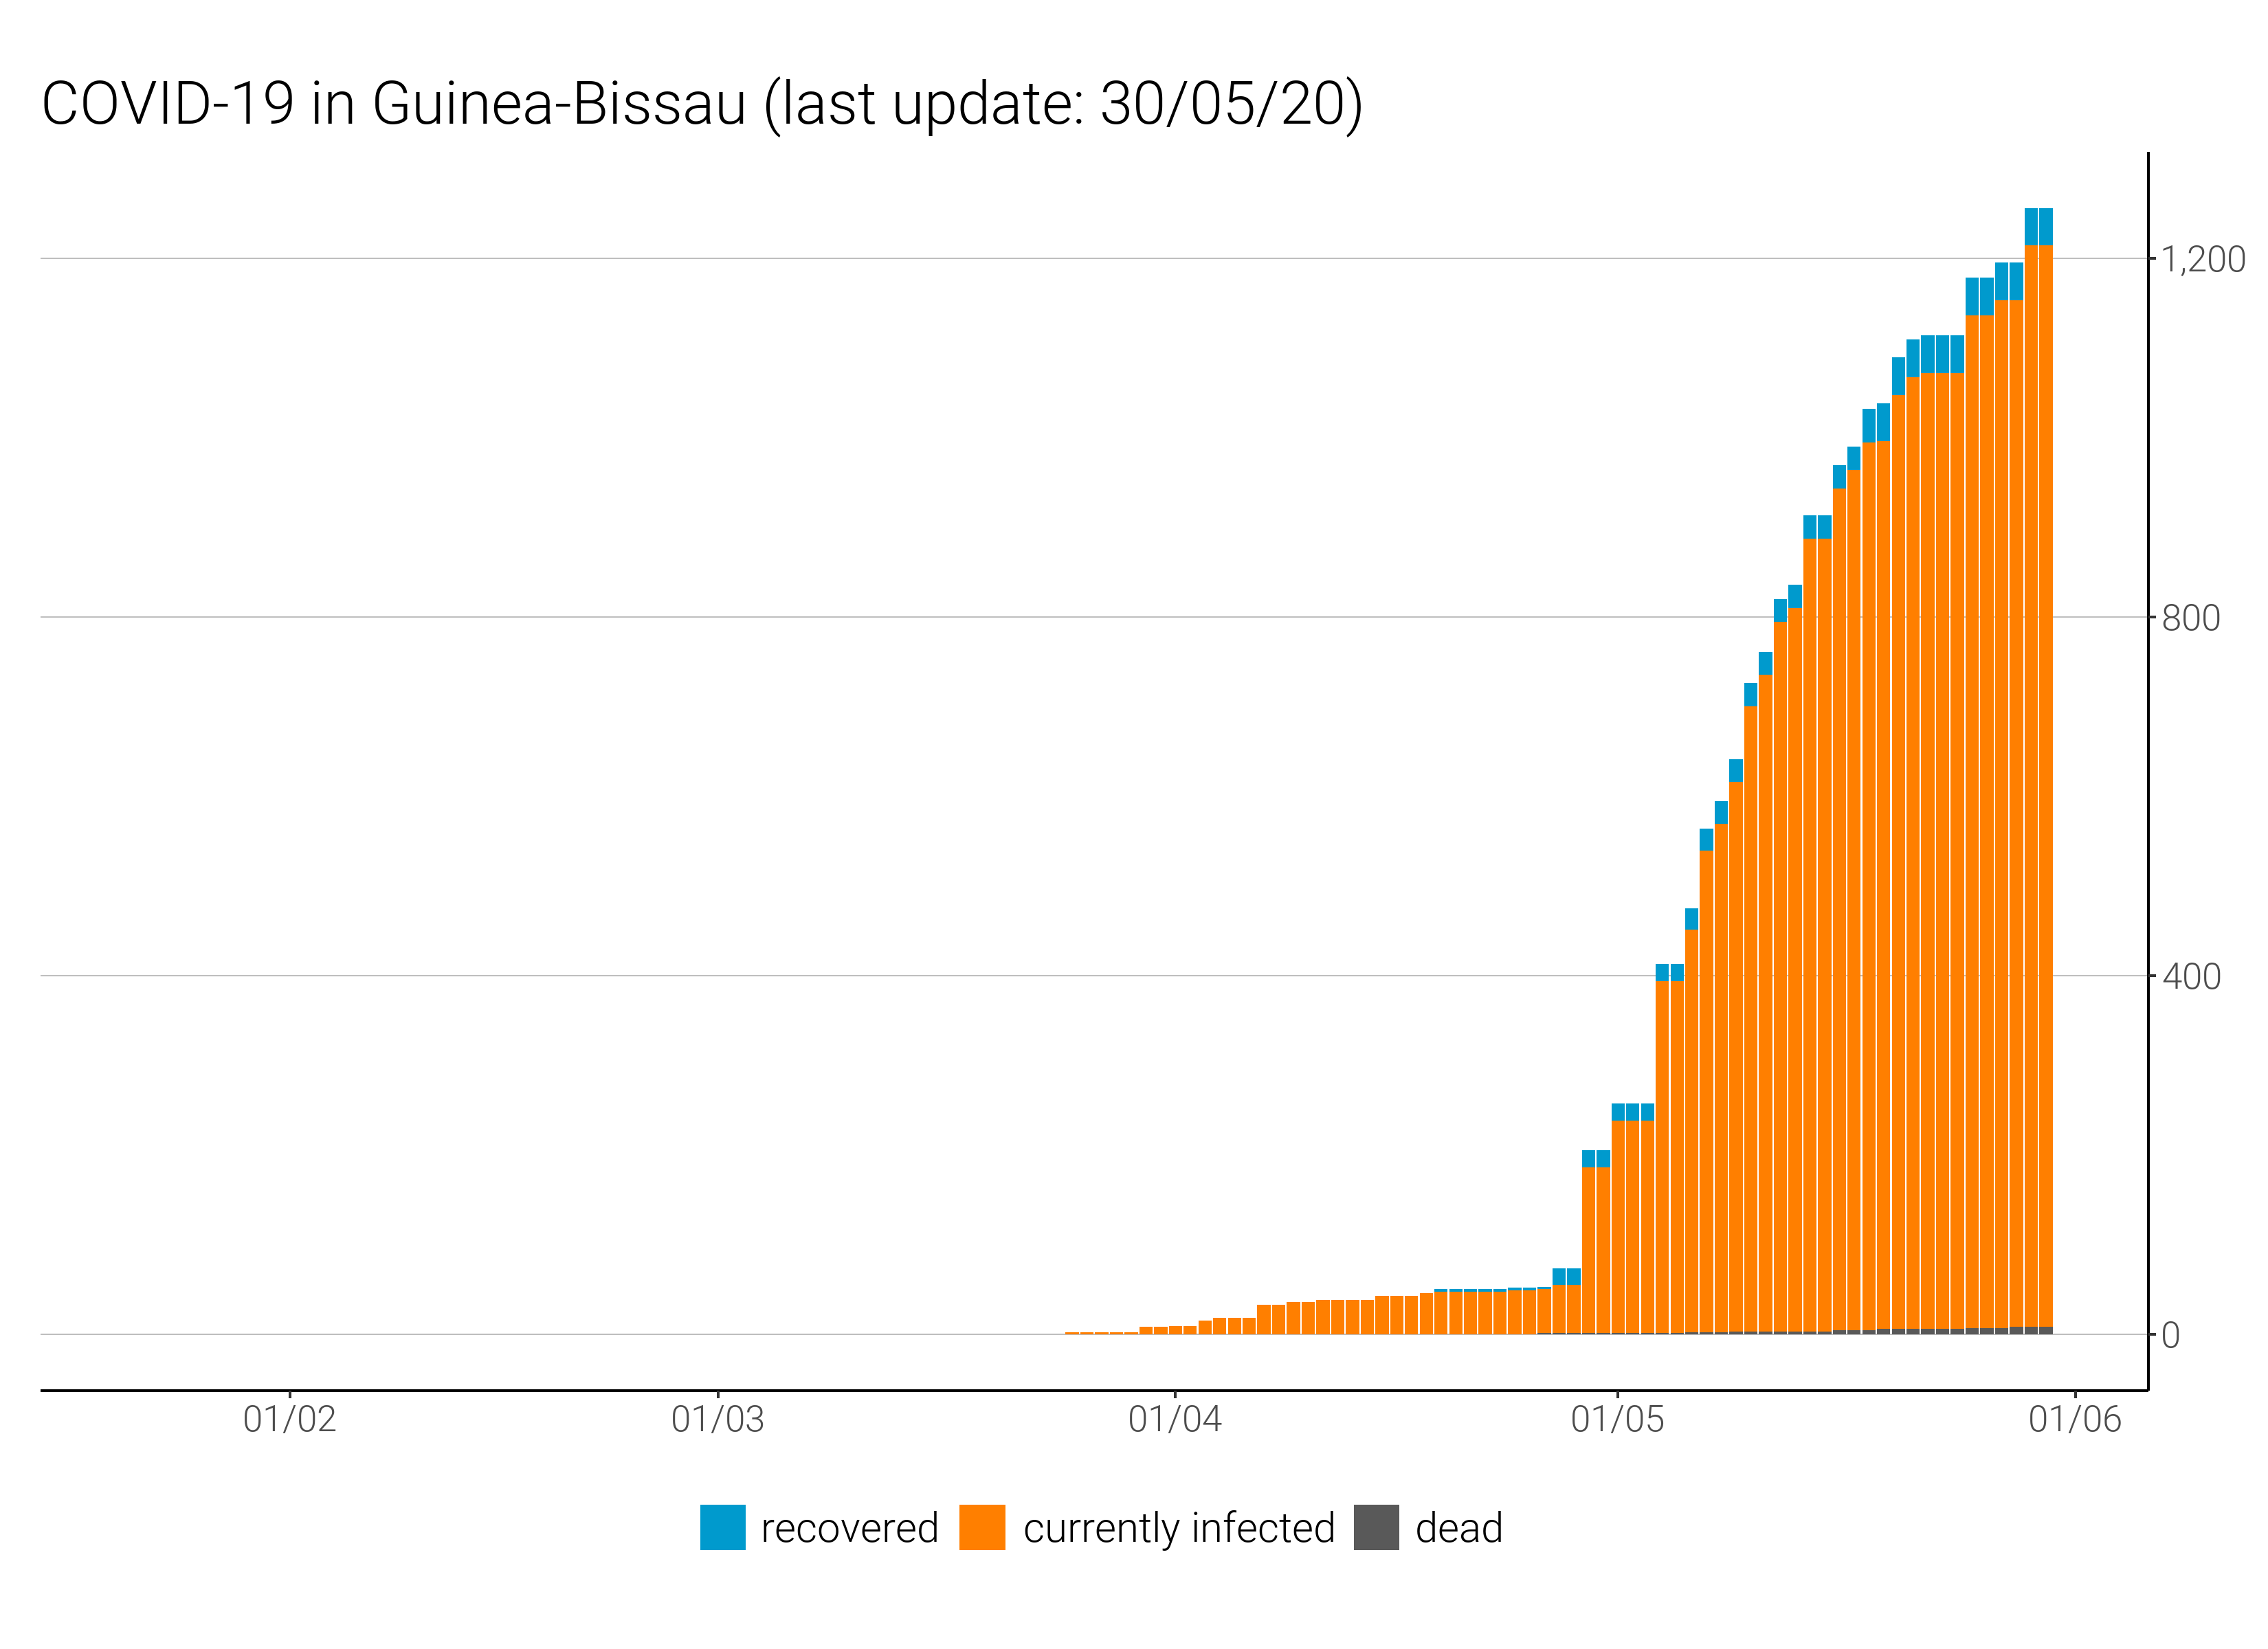 COVID-19 in Guinea-Bissau (last update: 30/05/20)
1,200
800
400
0
01/02 01/03 01/04 01/05 01/06
recovered currently infected dead